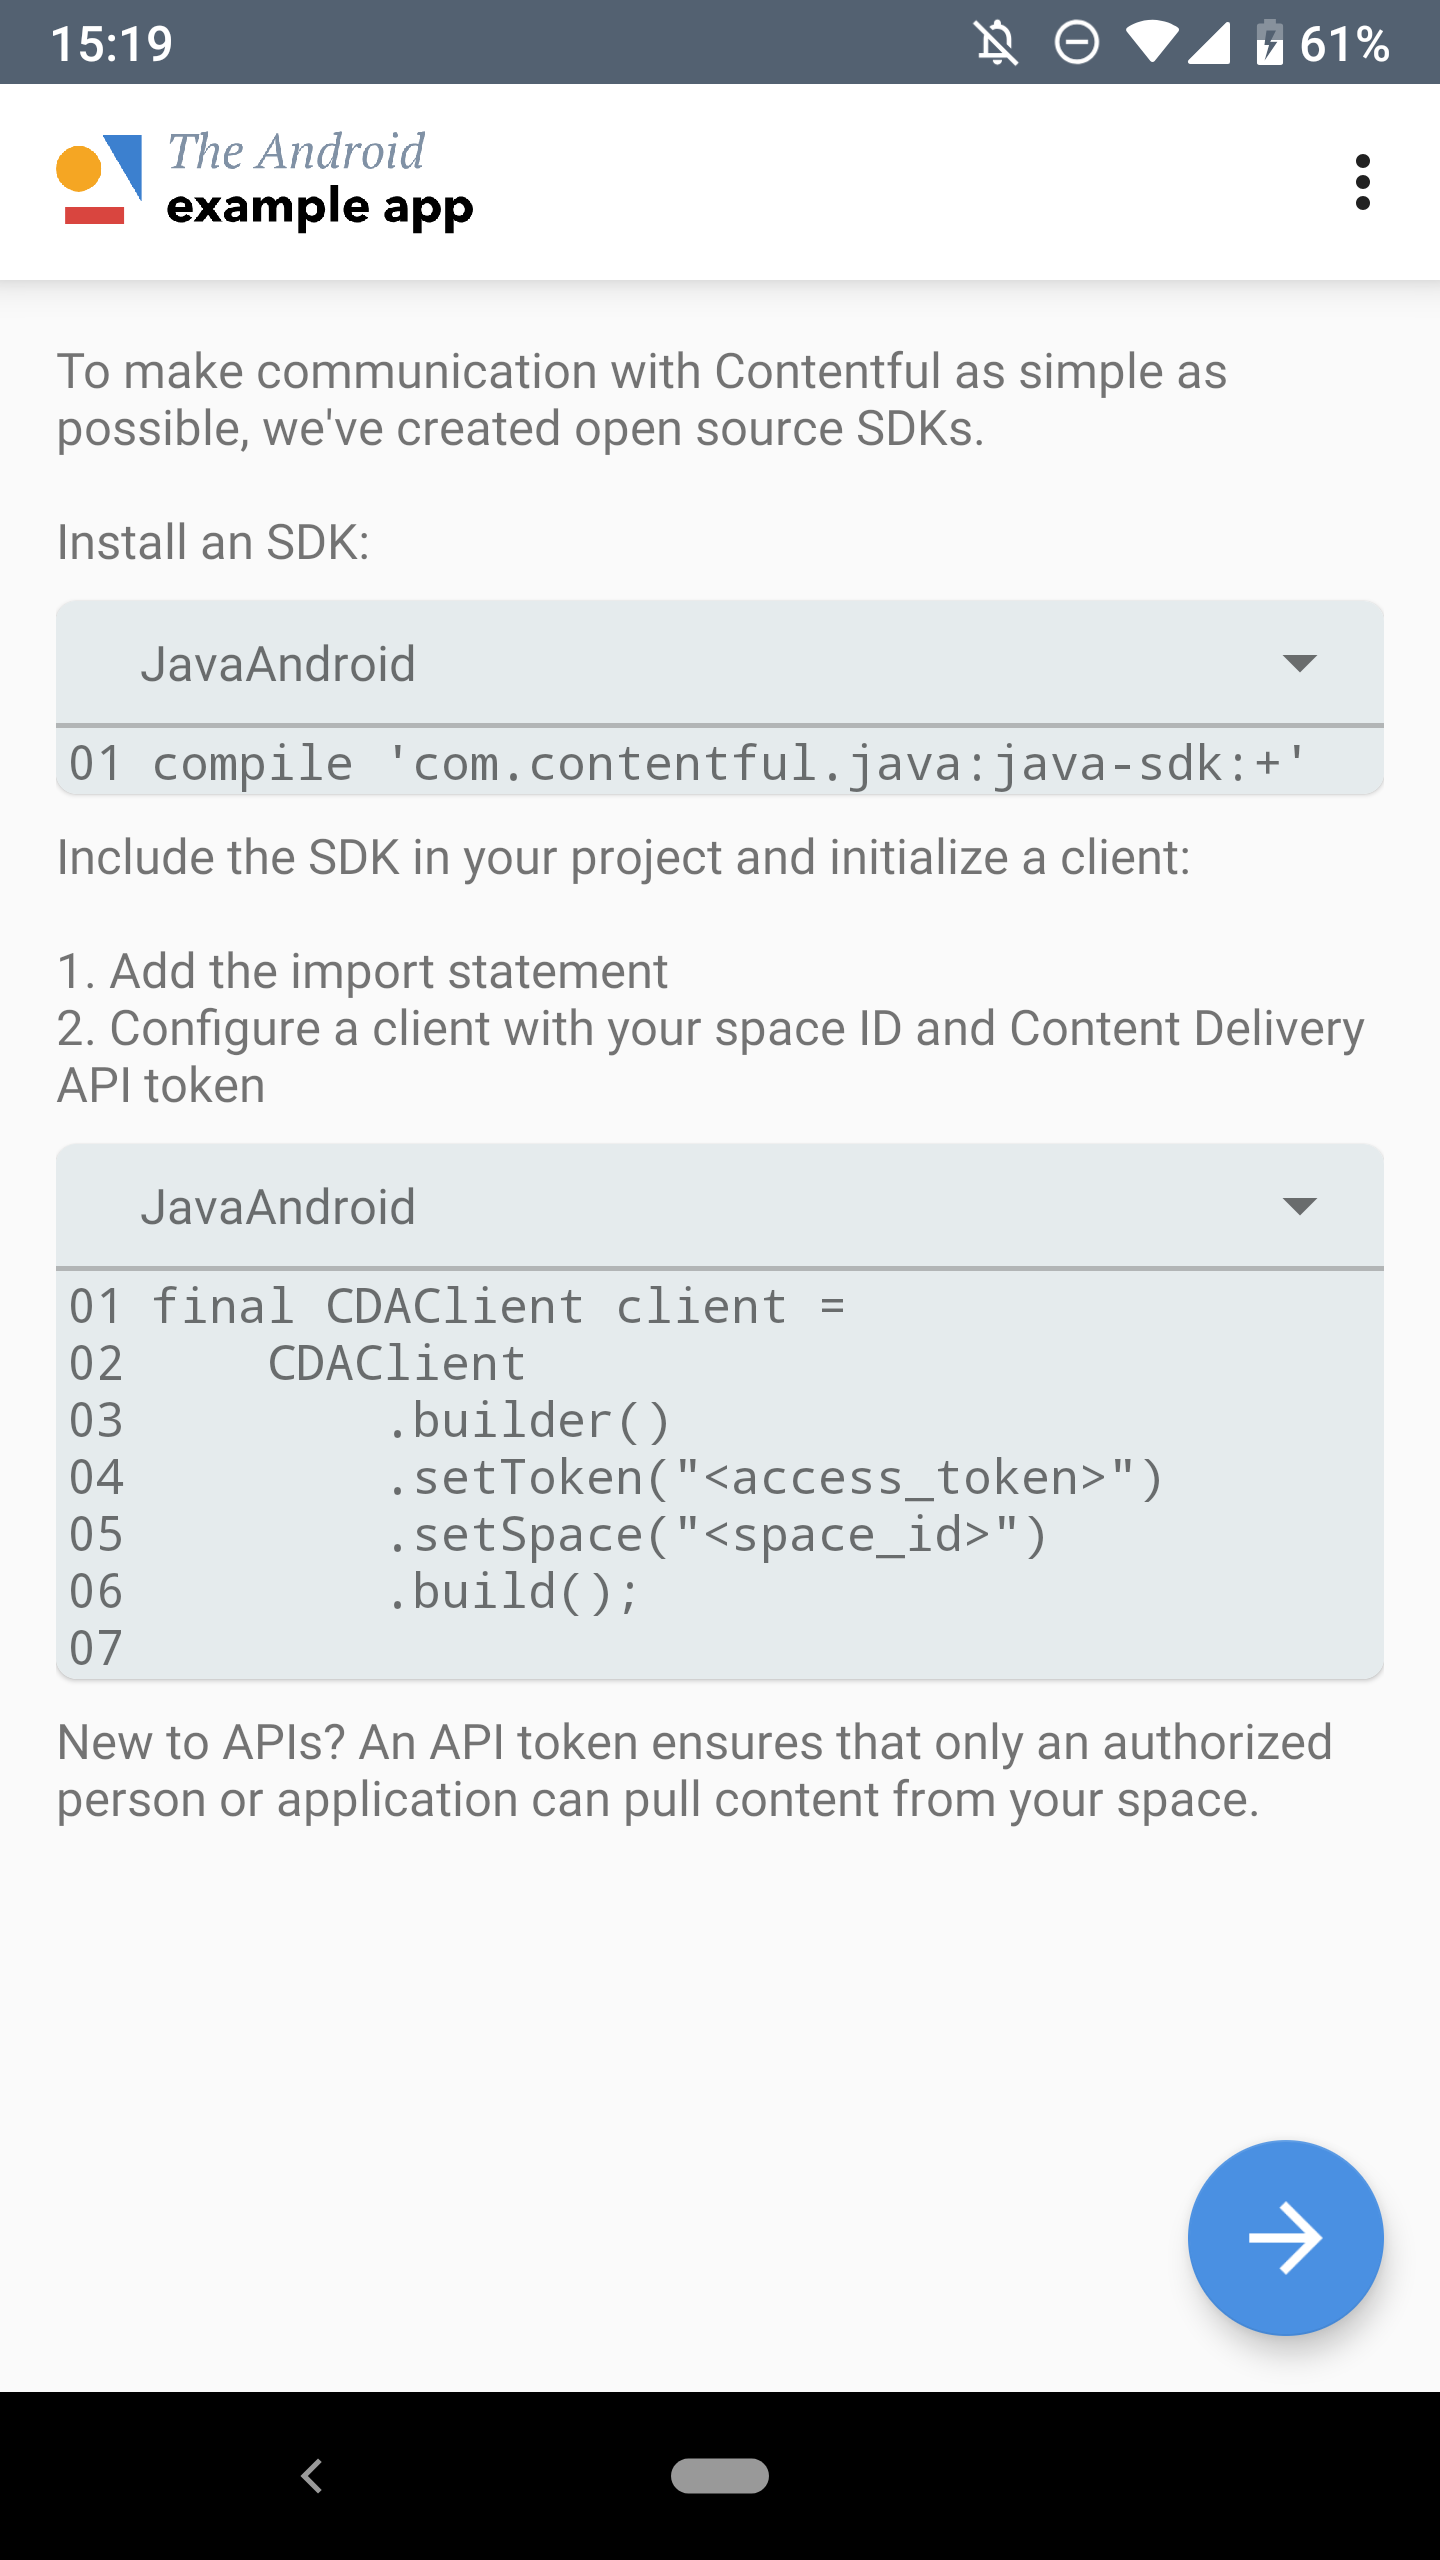 15:19
61%
The Android
example app
To make communication with Contentful as simple as
possible, we've created open source SDKs.
Install an SDK:
JavaAndroid
01 compile 'com.contentful.java:java-sdk:+'
Include the SDK in your project and initialize a client:
1. Add the import statement
2. Configure a client with your space ID and Content Delivery
API token
JavaAndroid
01 final CDAClient client =
02     CDAClient
03         .builder()
04         .setToken("<access_token>")
05         .setSpace("<space_id>")
06         .build();
07
New to APIs? An API token ensures that only an authorized
person or application can pull content from your space.